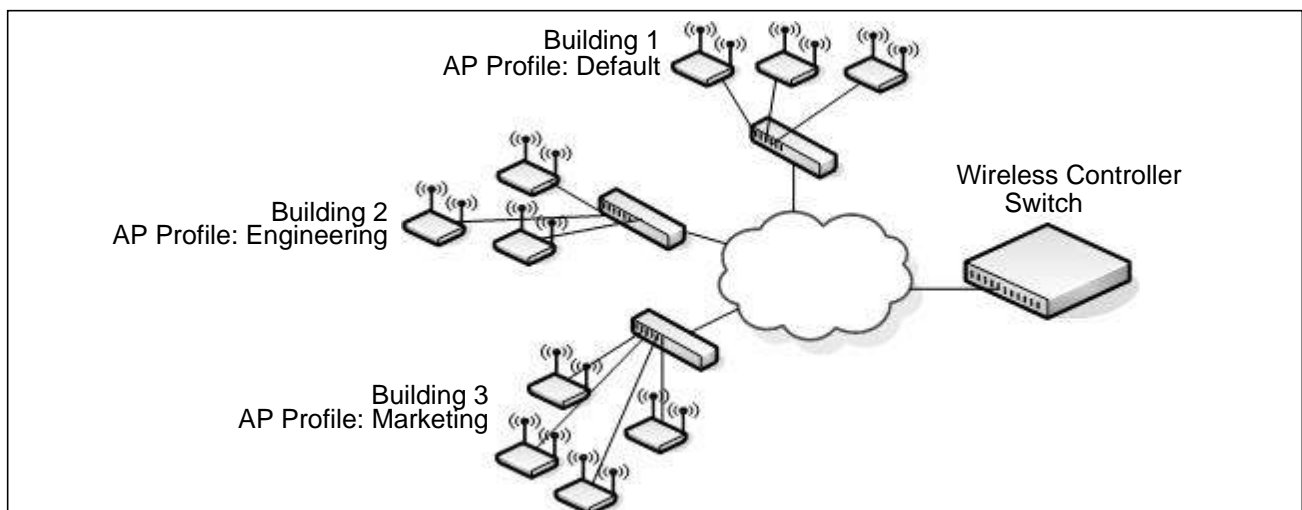 Building 1
AP Profile: Default
Wireless Controller
Switch
Building 2
AP Profile: Engineering
Building 3
AP Profile: Marketing